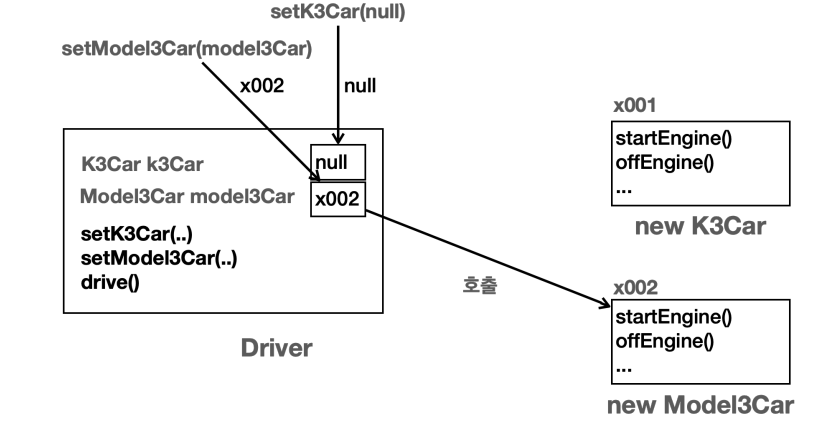 setK3Car(null)
setModel3Car(model3Car)
x002
null
K3Car k3Car
null
Model3Car model3Car
x002
setK3Car(..)
setModel3Car(..)
drive()
Driver
호출
x001
startEngine()
offEngine()
...
new K3Car
x002
startEngine()
offEngine()
...
new Model3Car